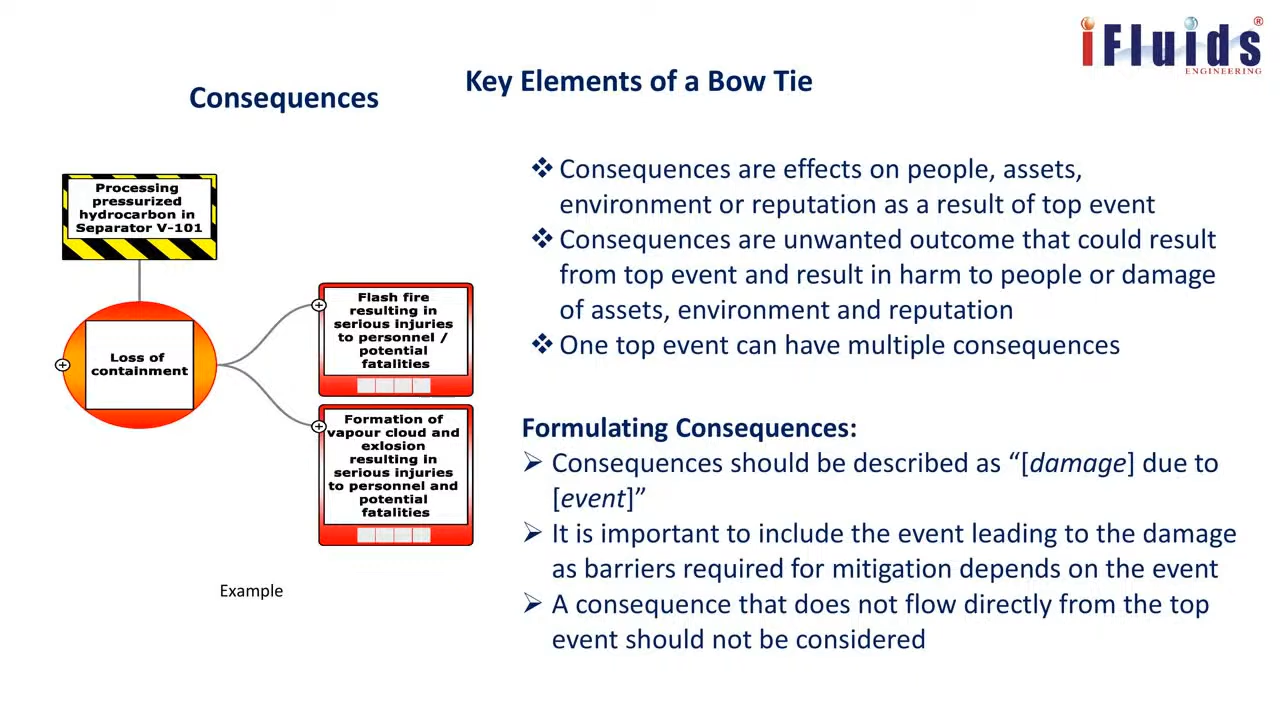 iFluids®
ENGINEERING
Key Elements of a Bow Tie
Consequences
Processing
pressurized
hydrocarbon in
Separator V-101
Loss of
containment
Flash fire
resulting in
serious injuries
to personnel /
potential
fatalities
Formation of
vapour cloud and
exlosion
resulting in
serious injuries
to personnel and
potential
fatalities
Example
❖ Consequences are effects on people, assets,
environment or reputation as a result of top event
❖ Consequences are unwanted outcome that could result
from top event and result in harm to people or damage
of assets, environment and reputation
❖ One top event can have multiple consequences
Formulating Consequences:
➢ Consequences should be described as “[damage] due to
[event]”
➢ It is important to include the event leading to the damage
as barriers required for mitigation depends on the event
➢ A consequence that does not flow directly from the top
event should not be considered